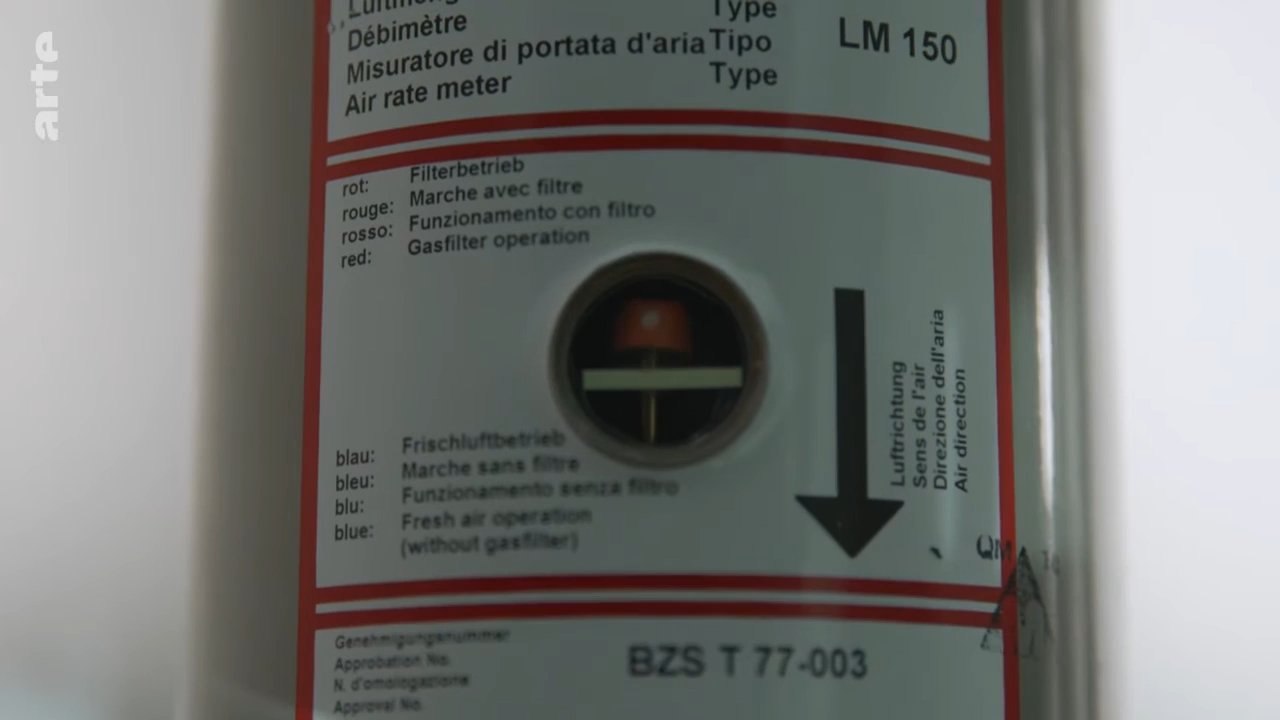 arte
Type
Débimètre
Misuratore di portata d'aria Tipo
LM 150
Air rate meter
Type
rot: Filterbetrieb
rouge: Marche avec filtre
rosso: Funzionamento con filtro
red: Gasfilter operation
Luftrichtung
Sens de l'air
Direzione dell'aria
Air direction
blau: Frischluftbetrieb
bleu: Marche sans filtre
blu: Funzionamento senza filtro
blue: Fresh air operation
(without gasfilter)
QM
Genehmigungsnummer
Approbation No.
N. d'omologazione
Approval No.
BZS T 77-003